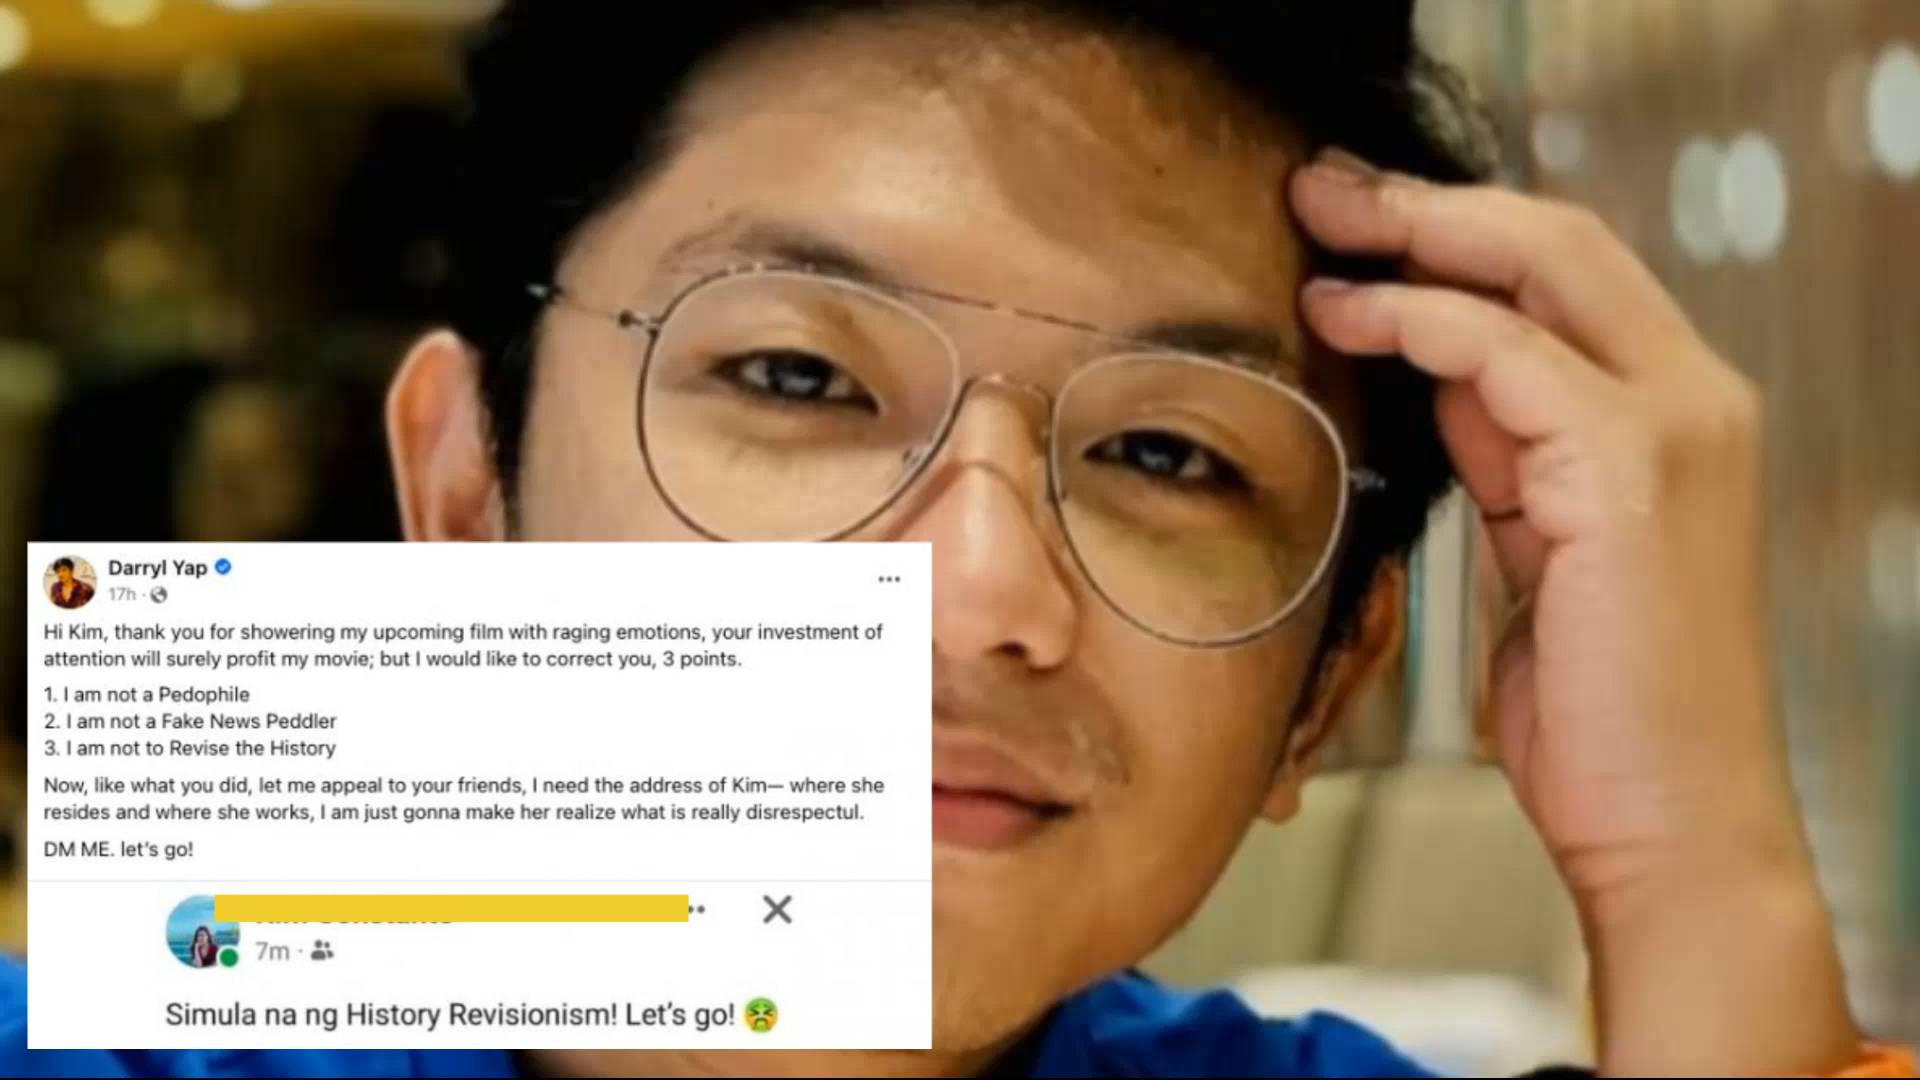 Darryl Yap
17h ·
Hi Kim, thank you for showering my upcoming film with raging emotions, your investment of
attention will surely profit my movie; but I would like to correct you, 3 points.
1. I am not a Pedophile
2. I am not a Fake News Peddler
3. I am not to Revise the History
Now, like what you did, let me appeal to your friends, I need the address of Kim— where she
resides and where she works, I am just gonna make her realize what is really disrespectul.
DM ME. let's go!
7m ·
Simula na ng History Revisionism! Let's go! 🤮